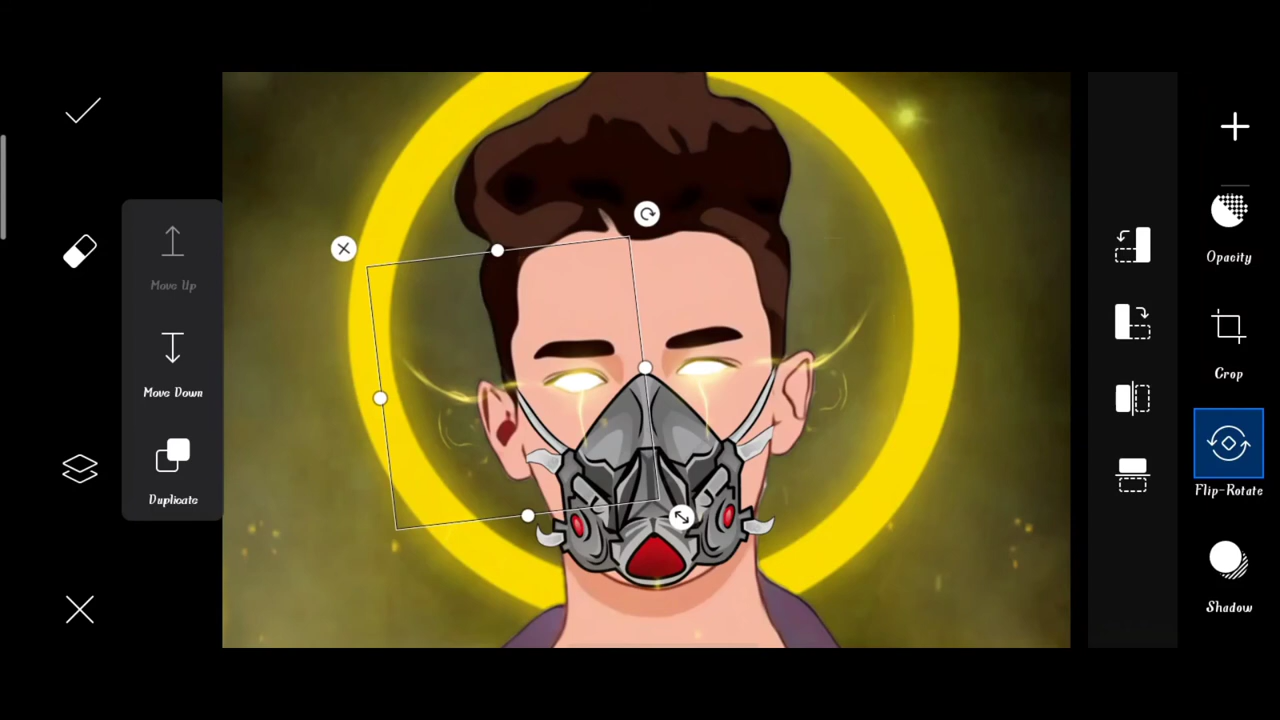 Move Up
Move Down
Duplicate
Opacity
Crop
Flip-Rotate
Shadow